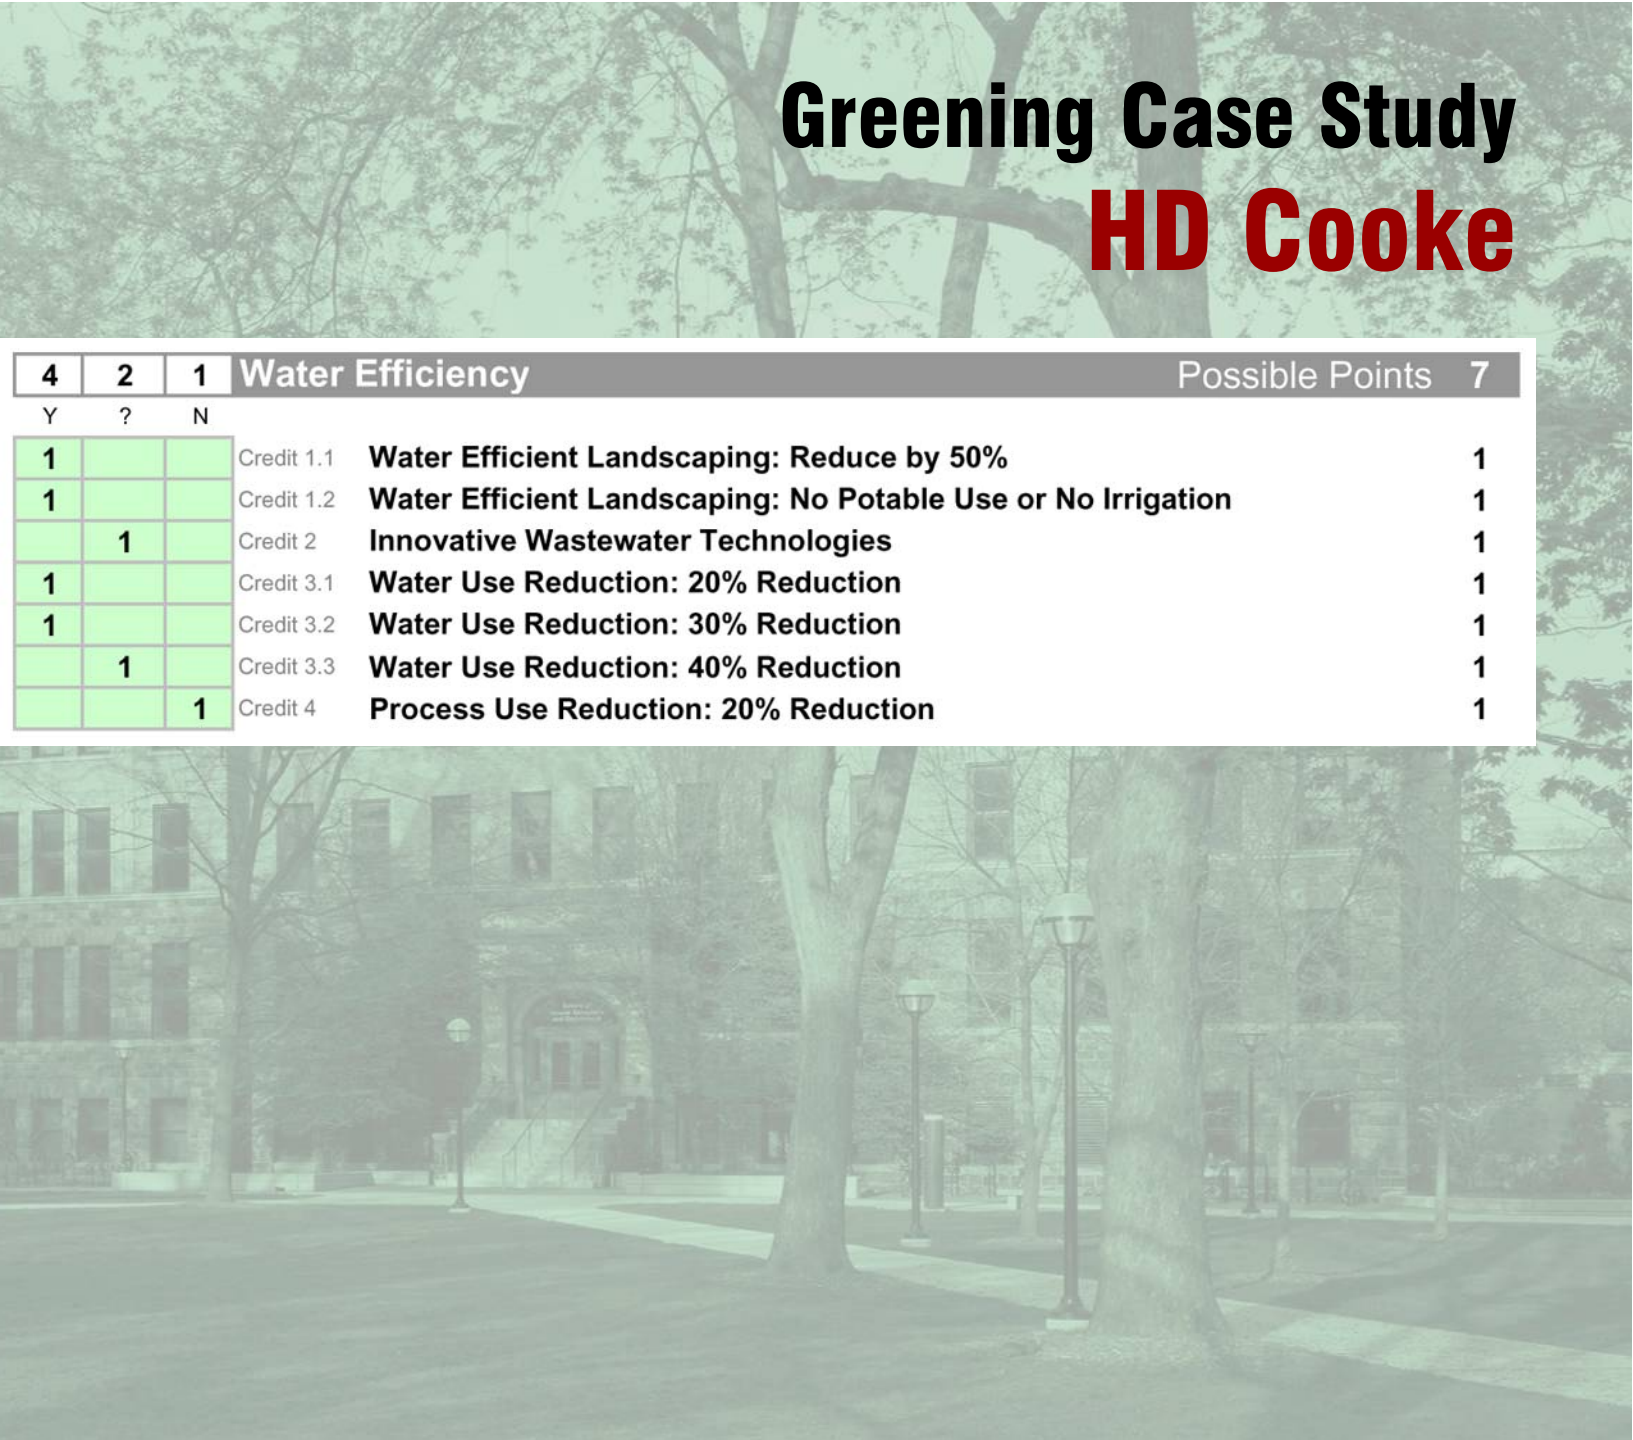 Greening Case Study
HD Cooke
4 2 1 Water Efficiency Possible Points 7
Y ? N
1 Credit 1.1 Water Efficient Landscaping: Reduce by 50% 1
1 Credit 1.2 Water Efficient Landscaping: No Potable Use or No Irrigation 1
1 Credit 2 Innovative Wastewater Technologies 1
1 Credit 3.1 Water Use Reduction: 20% Reduction 1
1 Credit 3.2 Water Use Reduction: 30% Reduction 1
1 Credit 3.3 Water Use Reduction: 40% Reduction 1
1 Credit 4 Process Use Reduction: 20% Reduction 1